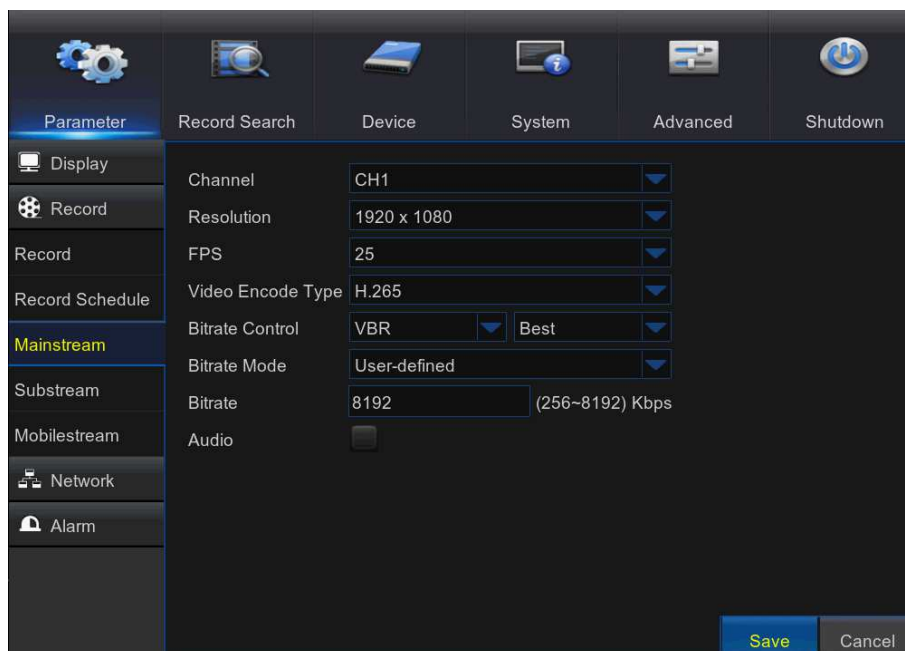 Parameter Record Search Device System Advanced Shutdown
Display
Record
Record
Record Schedule
Mainstream
Substream
Mobilestream
Network
Alarm
Channel CH1
Resolution 1920 x 1080
FPS 25
Video Encode Type H.265
Bitrate Control VBR Best
Bitrate Mode User-defined
Bitrate 8192 (256~8192) Kbps
Audio
Save Cancel